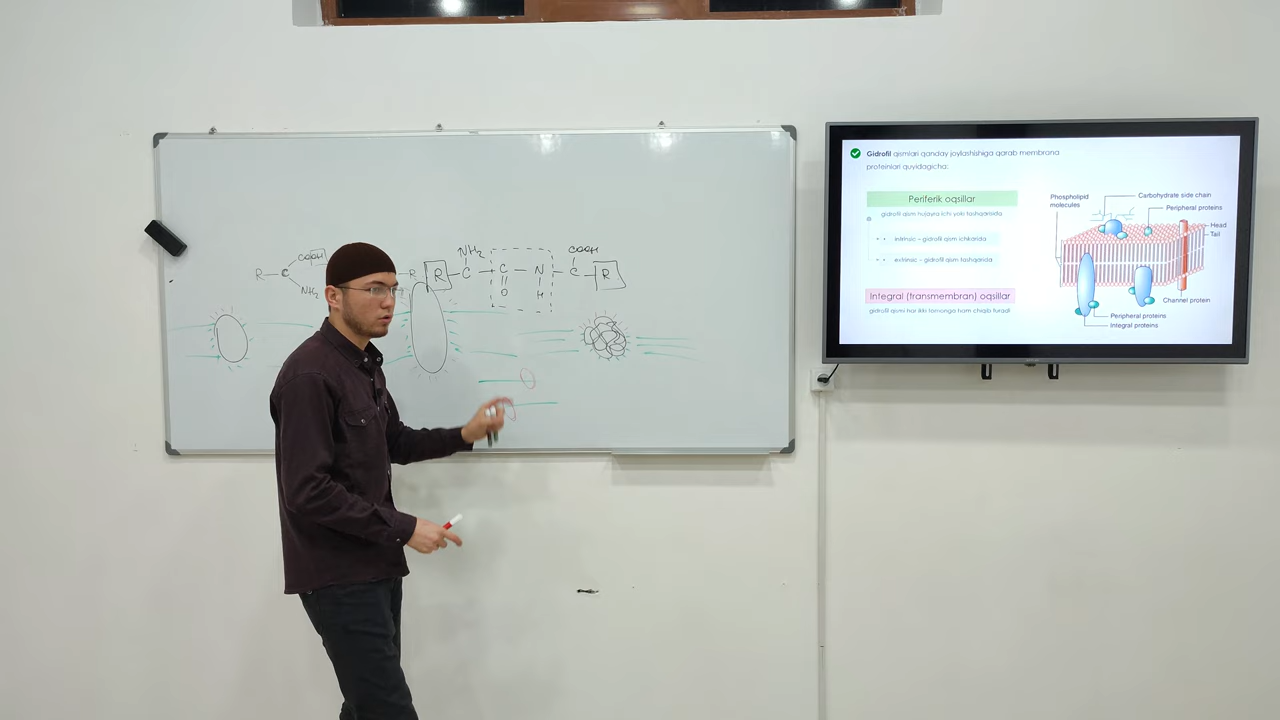 NH₂
COOH
COOH
R — C
R
R — C — C — N — C — R
NH₂
O
H
Gidrofil qismlari qanday joylashishiga qarab membrana
proteinlari quyidagicha:
Periferik oqsillar
gidrofil qism hujayra ichi yoki tashqarisida
intrinsic – gidrofil qism ichkarida
extrinsic – gidrofil qism tashqarida
Integral (transmembran) oqsillar
gidrofil qismi har ikki tomonga ham chiqib turadi
Phospholipid
molecules
Carbohydrate side chain
Peripheral proteins
Head
Tail
Channel protein
Peripheral proteins
Integral proteins